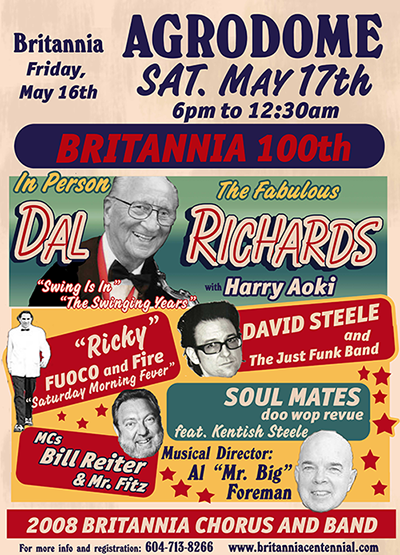 Britannia
Friday,
May 16th
AGRODOME
SAT. MAY 17th
6pm to 12:30am
BRITANNIA 100th
In Person
The Fabulous
DAL RICHARDS
with Harry Aoki
"Swing Is In"
"The Swinging Years"
"Ricky"
FUOCO and Fire
"Saturday Morning Fever"
DAVID STEELE
and
The Just Funk Band
SOUL MATES
doo wop revue
feat. Kentish Steele
MCs
Bill Reiter
& Mr. Fitz
Musical Director:
Al "Mr. Big"
Foreman
2008 BRITANNIA CHORUS AND BAND
For more info and registration: 604-713-8266 www.britanniacentennial.com